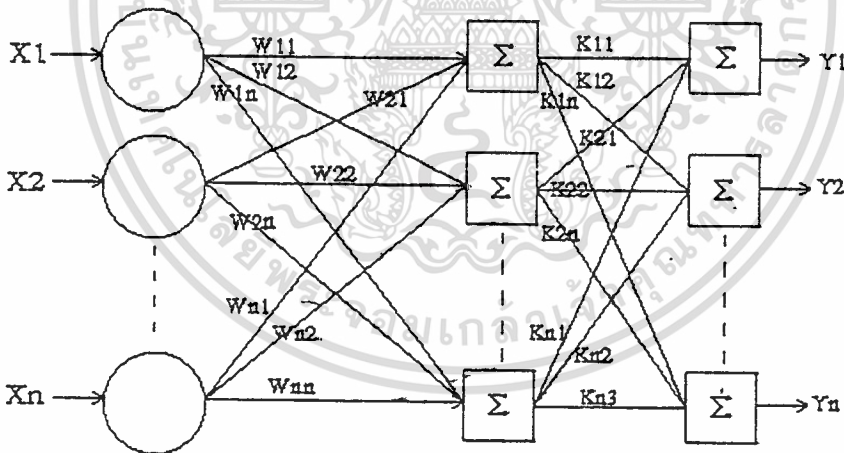 X1
W11
W12
W1n
Σ
K11
K12
K1n
Σ
Y1
W21
K21
X2
W22
W2n
Σ
K22
K2n
Σ
Y2
Wn1
Wn2
Kn1
Kn2
Xn
Wnn
Σ
Kn3
Σ
Yn